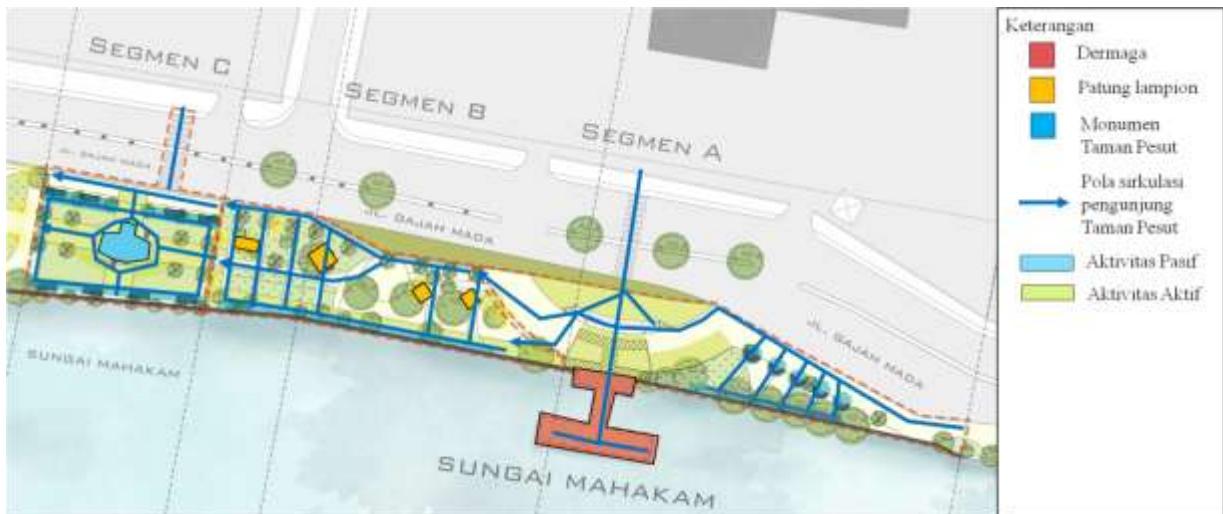 SEGMEN C
SEGMEN B
SEGMEN A
JL. GAJAH MADA
JL. GAJAH MADA
JL. GAJAH MADA
SUNGAI MAHAKAM
SUNGAI MAHAKAM
Keterangan
Dermaga
Patung lampion
Monumen
Taman Pesut
Pola sirkulasi
pengunjung
Taman Pesut
Aktivitas Pasif
Aktivitas Aktif